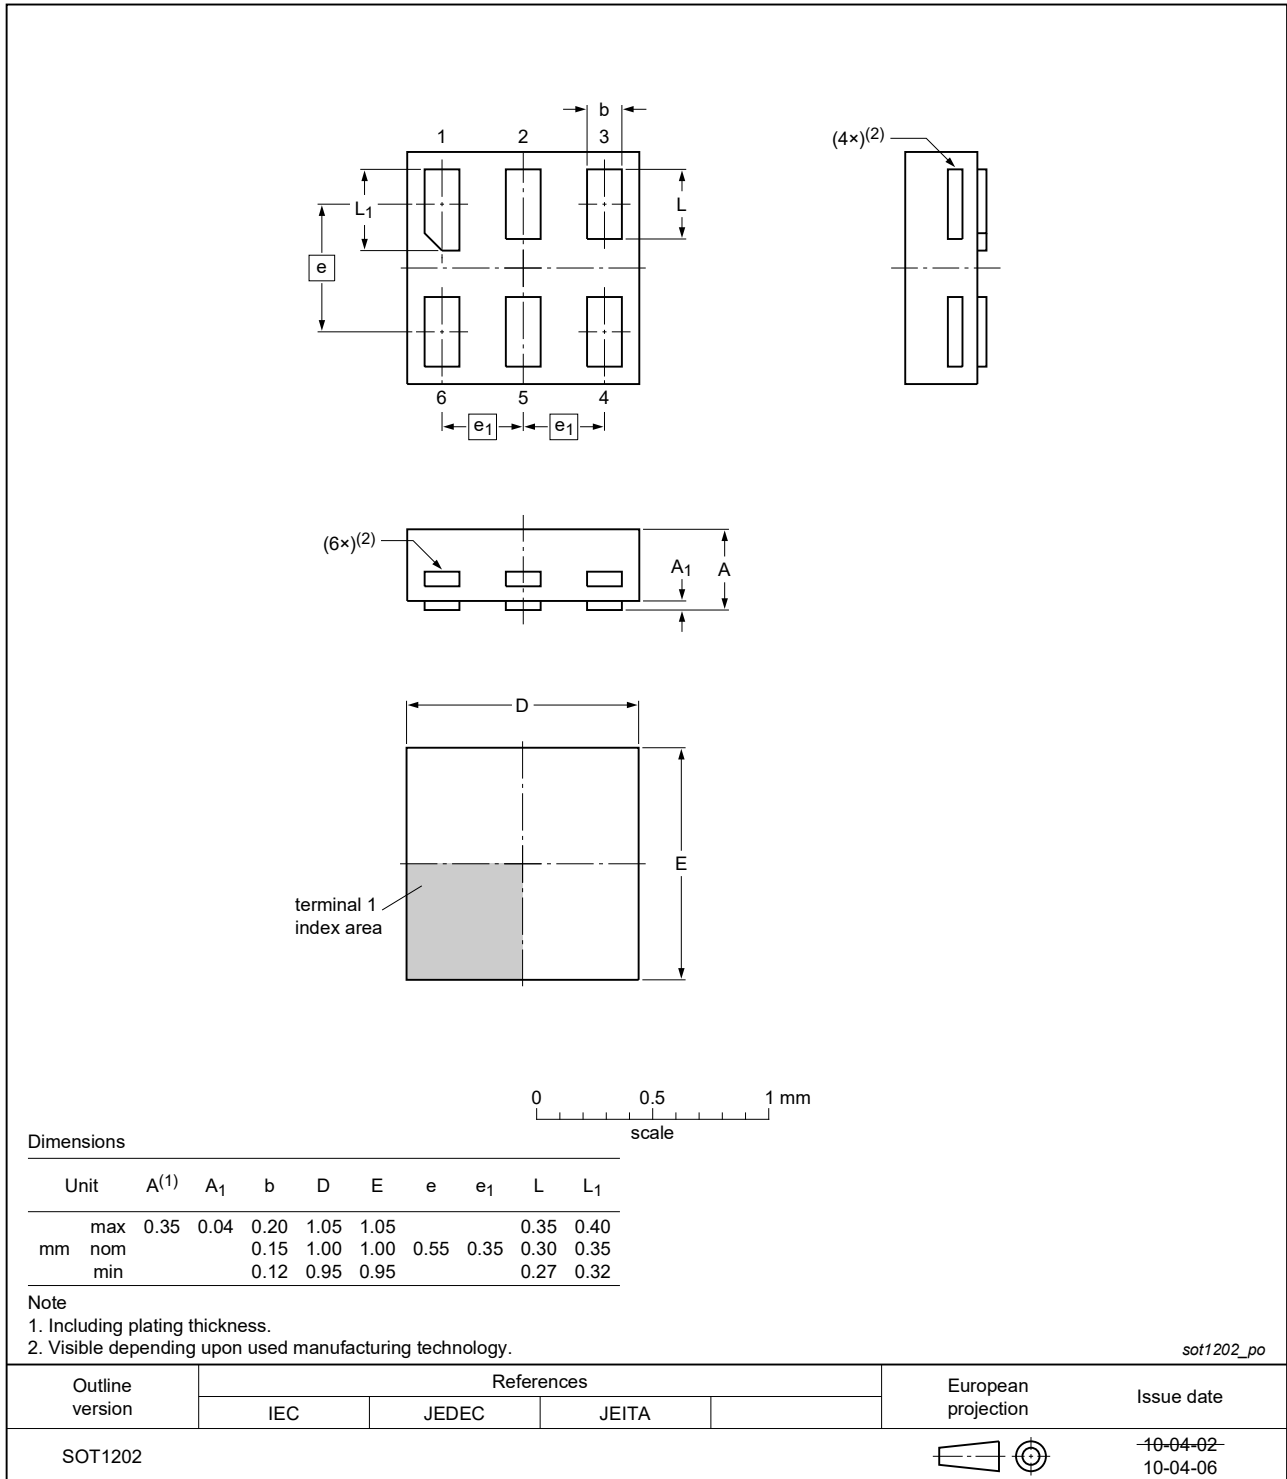 b
1 2 3
(4×)(2)
L1
L
e
6 5 4
e1 e1
(6×)(2)
A1 A
D
E
terminal 1
index area
0 0.5 1 mm
scale
Dimensions
Unit A(1) A1 b D E e e1 L L1
max 0.35 0.04 0.20 1.05 1.05 0.35 0.40
mm nom 0.15 1.00 1.00 0.55 0.35 0.30 0.35
min 0.12 0.95 0.95 0.27 0.32
Note
1. Including plating thickness.
2. Visible depending upon used manufacturing technology.
sot1202_po
Outline
version
References
IEC JEDEC JEITA
European
projection
Issue date
SOT1202
10-04-02
10-04-06